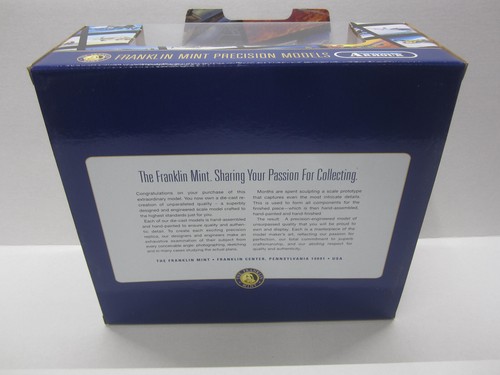 FRANKLIN MINT PRECISION MODELS ARMOUR
The Franklin Mint. Sharing Your Passion For Collecting.
Congratulations on your purchase of this
extraordinary model. You now own a die-cast re-
creation of unparalleled quality - a superbly
designed and engineered scale model crafted to
the highest standards just for you.
Each of our die-cast models is hand-assembled
and hand-painted to ensure quality and authen-
ticity detail. To create each exciting precision
replica, our designers and engineers make an
exhaustive examination of their subject from
every conceivable angle, photographing, sketching
and in many cases studying the actual plans.
Months are spent sculpting a scale prototype
that captures even the most intricate details.
This is used to form all components for the
finished piece—which is then hand-assembled,
hand-painted and hand-finished.
The result: A precision-engineered model of
unsurpassed quality that you will be proud to
own and display. Each is a masterpiece of the
model maker's art, reflecting our passion for
perfection, our total commitment to superb
craftsmanship, and our abiding respect for
quality and authenticity.
THE FRANKLIN MINT • FRANKLIN CENTER, PENNSYLVANIA 19091 • USA